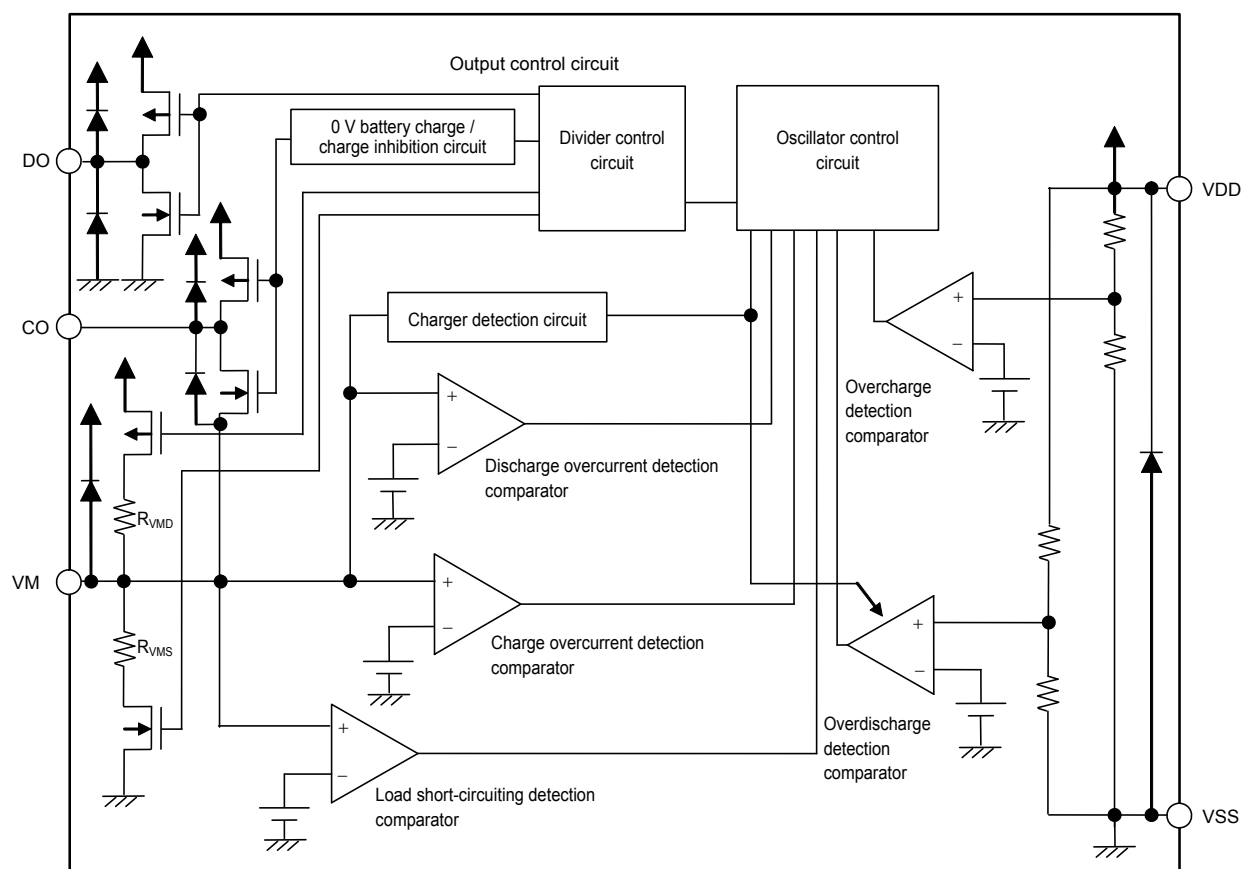 Output control circuit
0 V battery charge /
charge inhibition circuit
Divider control
circuit
Oscillator control
circuit
DO
VDD
CO
Charger detection circuit
+
−
Overcharge
detection
comparator
+
−
Discharge overcurrent detection
comparator
RVMD
VM
+
−
Charge overcurrent detection
comparator
RVMS
+
−
Overdischarge
detection
comparator
+
−
Load short-circuiting detection
comparator
VSS